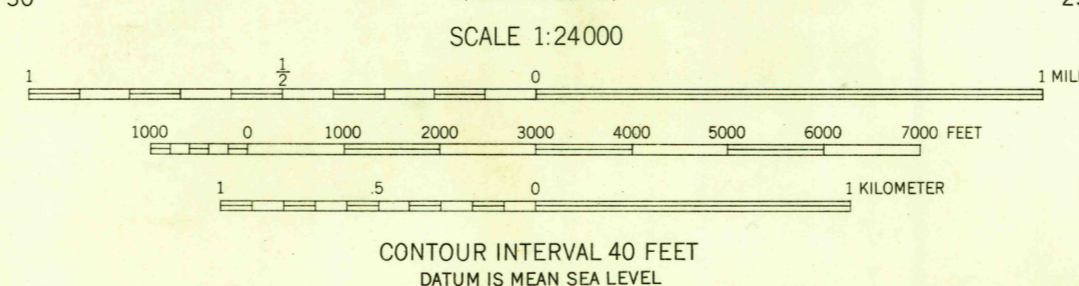 SCALE 1:24000
1 1/2 0 1 MILE
1000 0 1000 2000 3000 4000 5000 6000 7000 FEET
1 .5 0 1 KILOMETER
CONTOUR INTERVAL 40 FEET
DATUM IS MEAN SEA LEVEL